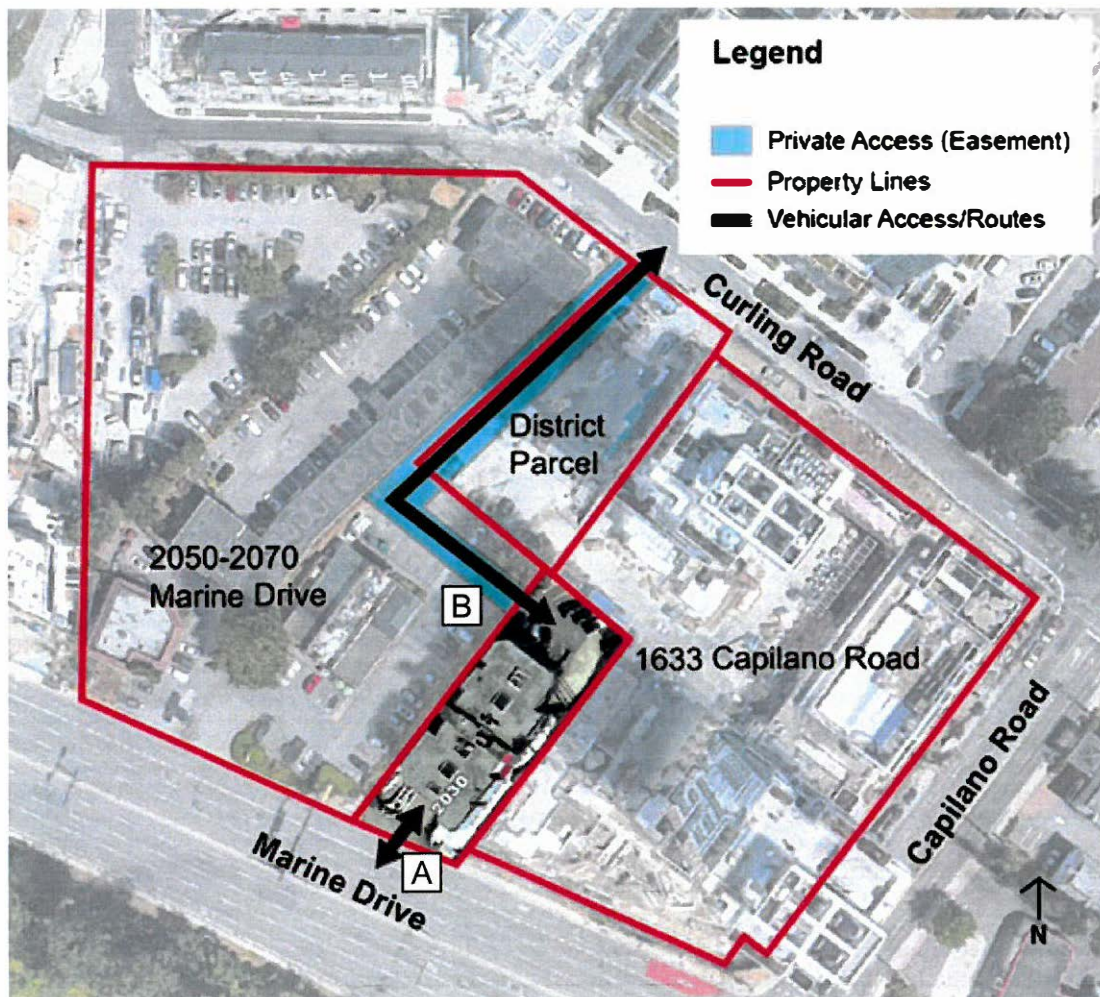 Legend
Private Access (Easement)
Property Lines
Vehicular Access/Routes
Curling Road
District
Parcel
2050-2070
Marine Drive
B
1633 Capilano Road
2030
Capilano Road
A
Marine Drive
N